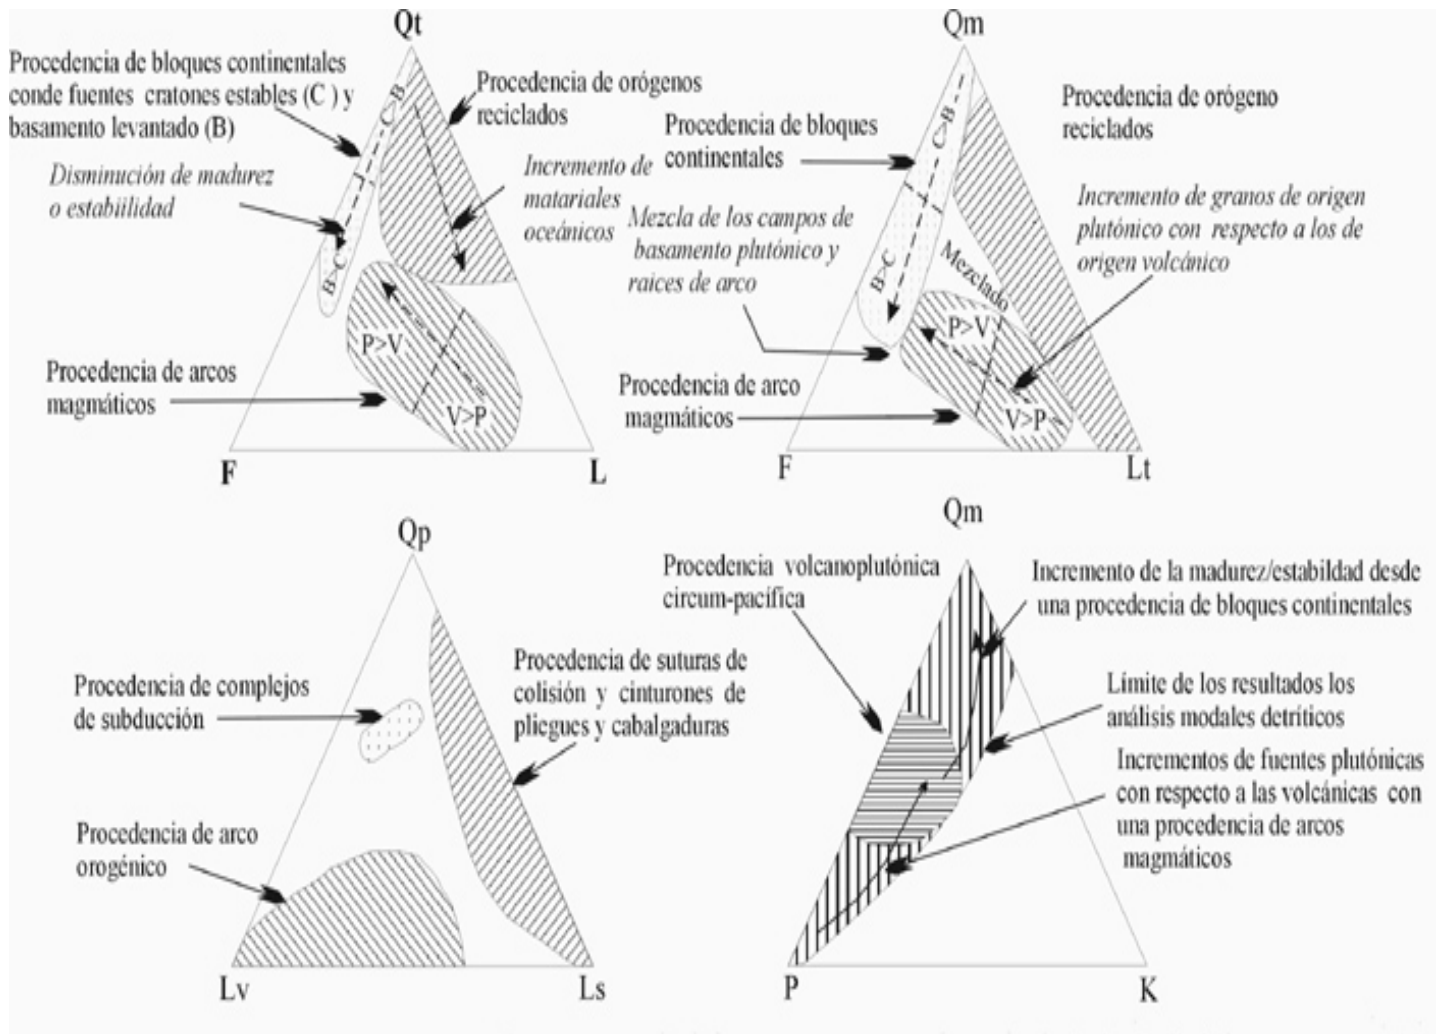 Qt
Procedencia de bloques continentales
conde fuentes cratones estables (C ) y
basamento levantado (B)
Disminución de madurez
o estabiilidad
C>B
B>C
Procedencia de orógenos
reciclados
Incremento de
matariales
oceánicos
P>V
V>P
Procedencia de arcos
magmáticos
F
L
Qm
Procedencia de bloques
continentales
Mezcla de los campos de
basamento plutónico y
raices de arco
C>B
B>C
Mezclado
Procedencia de orógeno
reciclados
Incremento de granos de origen
plutónico con respecto a los de
origen volcánico
P>V
V>P
Procedencia de arco
magmáticos
F
Lt
Qp
Procedencia de complejos
de subducción
Procedencia de suturas de
colisión y cinturones de
pliegues y cabalgaduras
Procedencia de arco
orogénico
Lv
Ls
Qm
Procedencia volcanoplutónica
circum-pacífica
Incremento de la madurez/estabildad desde
una procedencia de bloques continentales
Límite de los resultados los
análisis modales detríticos
Incrementos de fuentes plutónicas
con respecto a las volcánicas con
una procedencia de arcos
magmáticos
P
K